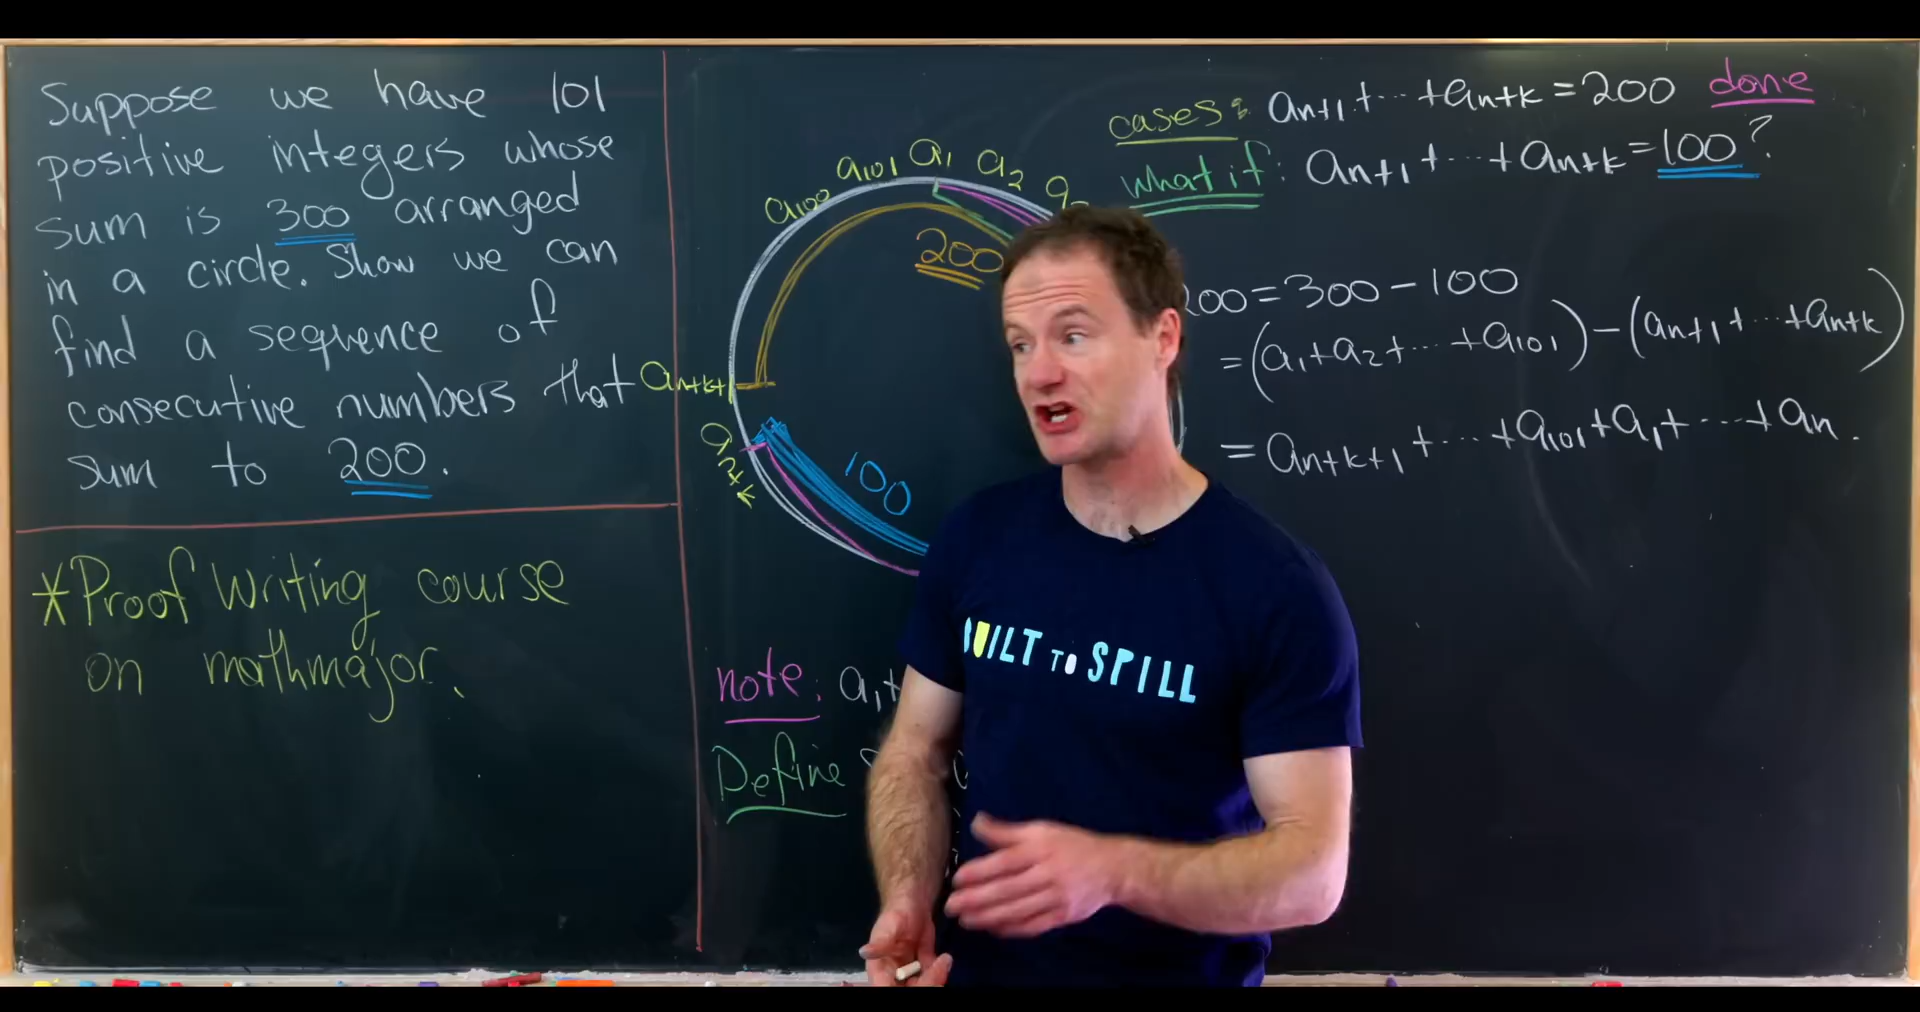 Suppose we have 101
positive integers whose
sum is 300 arranged
in a circle. Show we can
find a sequence of
consecutive numbers that
sum to 200.
*Proof Writing course
on mathmajor.
a₁₀₀ a₁₀₁ a₁ a₂
200
aₙ₊ₖ₊₁
aₙ₊ₖ
100
note: a₁+
Define
cases: aₙ₊₁+⋯+aₙ₊ₖ=200 done
what if: aₙ₊₁+⋯+aₙ₊ₖ=100?
200=300-100
=(a₁+a₂+⋯+a₁₀₁)-(aₙ₊₁+⋯+aₙ₊ₖ)
=aₙ₊ₖ₊₁+⋯+a₁₀₁+a₁+⋯+aₙ.
BUILT TO SPILL